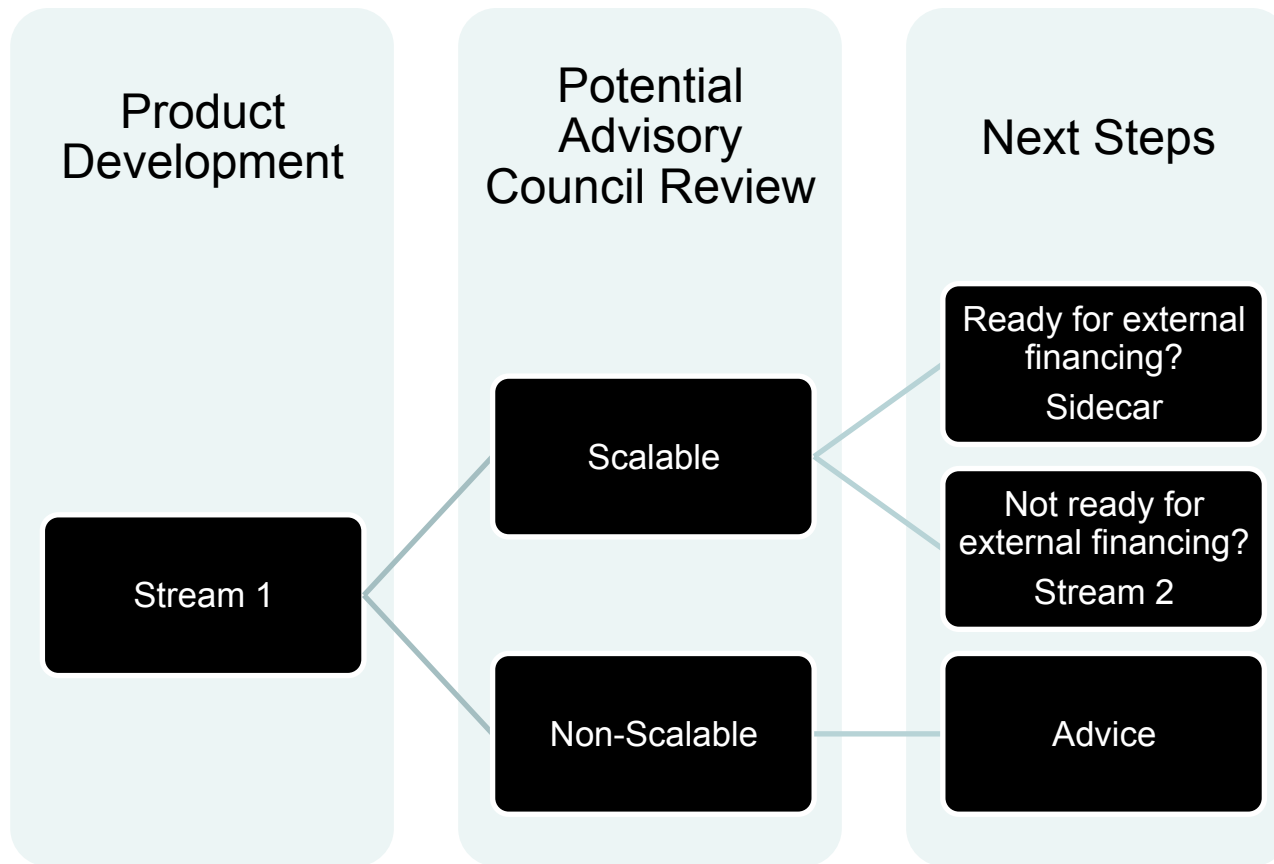 Product
Development
Potential
Advisory
Council Review
Next Steps
Stream 1
Scalable
Non-Scalable
Ready for external
financing?
Sidecar
Not ready for
external financing?
Stream 2
Advice